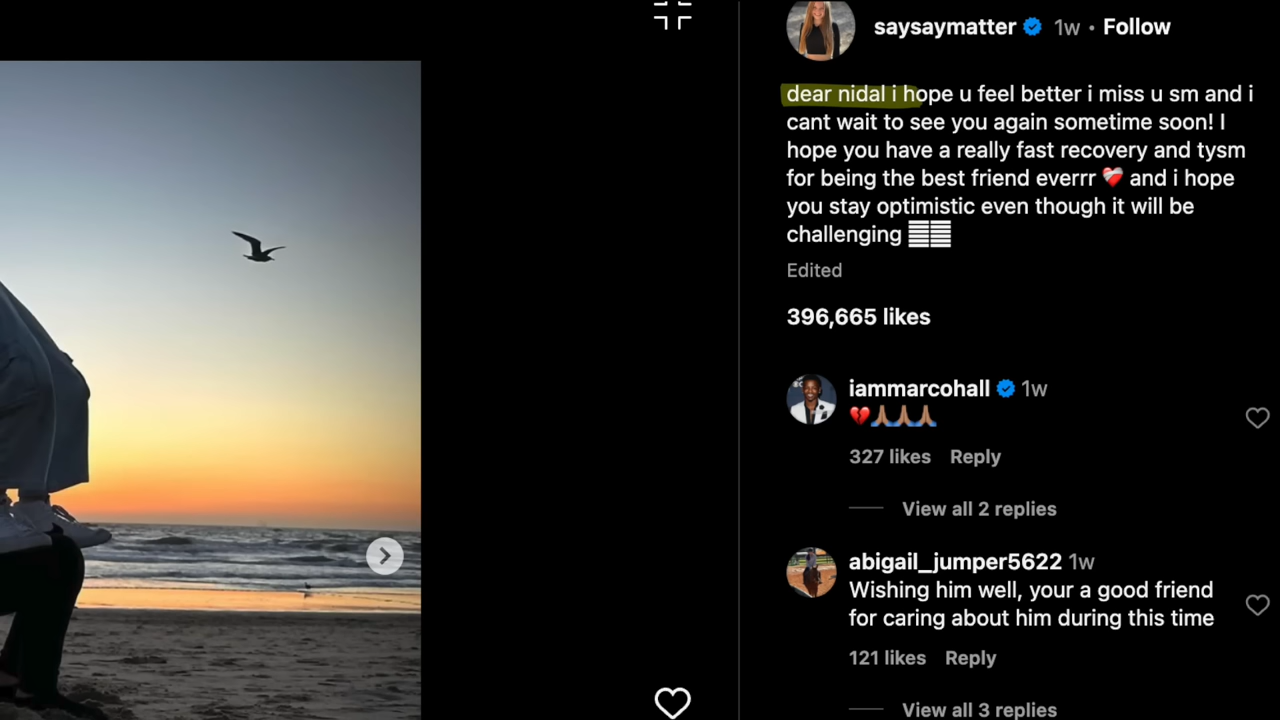 saysaymatter 1w • Follow
dear nidal i hope u feel better i miss u sm and i
cant wait to see you again sometime soon! I
hope you have a really fast recovery and tysm
for being the best friend everrr ❤️‍🩹 and i hope
you stay optimistic even though it will be
challenging
Edited
396,665 likes
iammarcohall 1w
💔🙏🏽🙏🏽🙏🏽
327 likes Reply
View all 2 replies
abigail_jumper5622 1w
Wishing him well, your a good friend
for caring about him during this time
121 likes Reply
View all 3 replies